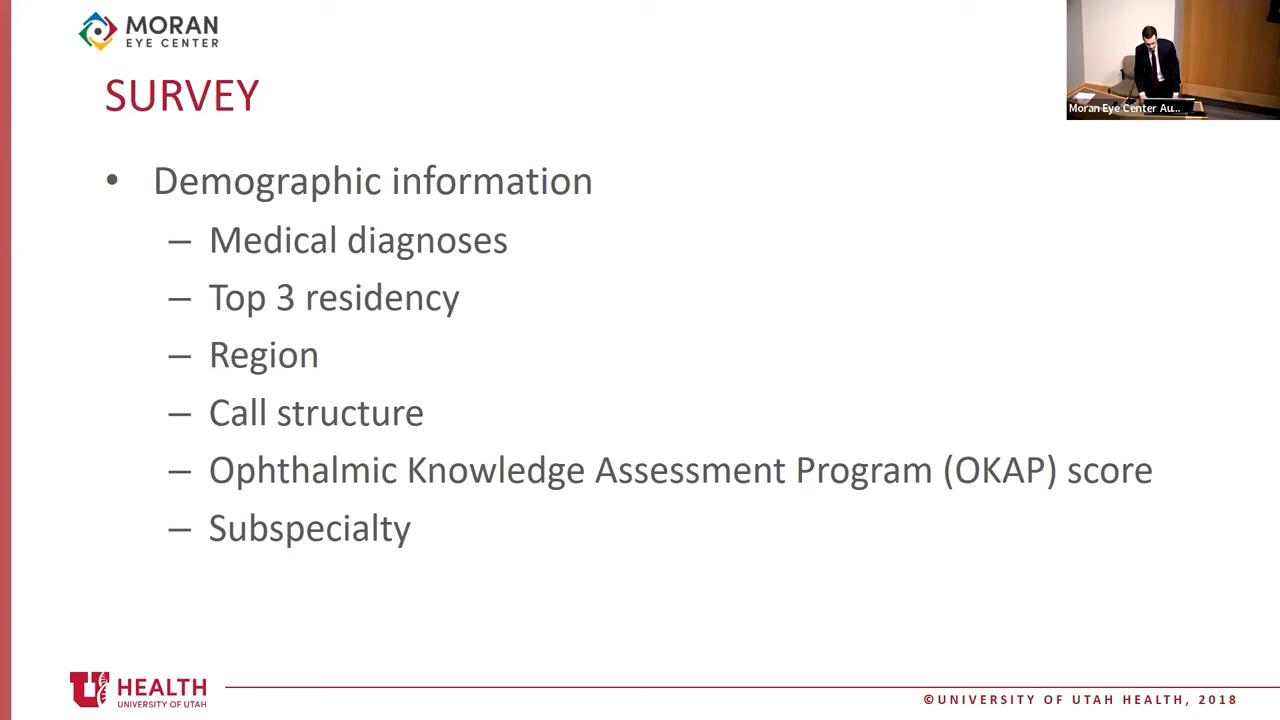 MORAN
EYE CENTER
Moran Eye Center Au...
SURVEY
• Demographic information
– Medical diagnoses
– Top 3 residency
– Region
– Call structure
– Ophthalmic Knowledge Assessment Program (OKAP) score
– Subspecialty
U HEALTH
UNIVERSITY OF UTAH
©UNIVERSITY OF UTAH HEALTH, 2018